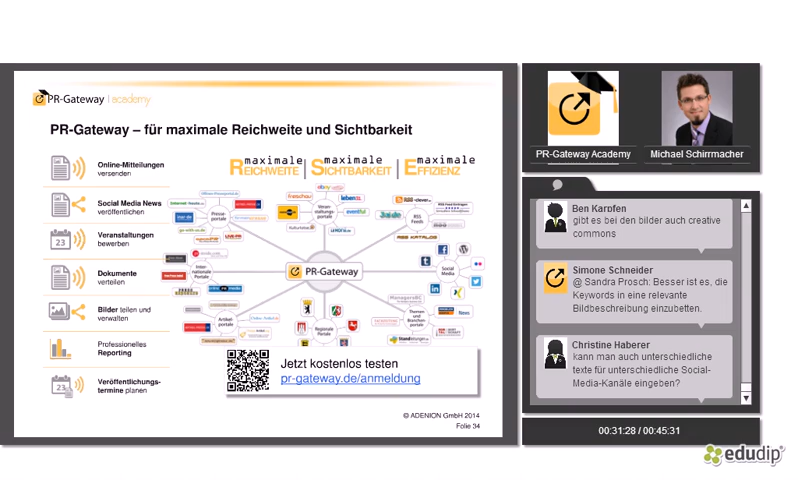 PR-Gateway | academy
PR-Gateway – für maximale Reichweite und Sichtbarkeit
Online-Mitteilungen
versenden
Social Media News
veröffentlichen
Veranstaltungen
bewerben
Dokumente
verteilen
Bilder teilen und
verwalten
Professionelles
Reporting
Veröffentlichungs-
termine planen
23
23
maximale
REICHWEITE
maximale
SICHTBARKEIT
maximale
EFFIZIENZ
Presse-
portale
Veran-
staltungs-
portale
RSS
Feeds
Social
Media
Themen
und
Branchen-
portale
Regionale
Portale
Artikel-
portale
Inter-
nationale
Portale
ebay
eventful
RSS KATALOG
PR-Gateway
Jetzt kostenlos testen
pr-gateway.de/anmeldung
© ADENION GmbH 2014
Folie 34
PR-Gateway Academy
Michael Schirrmacher
Ben Karpfen
gibt es bei den bilder auch creative
commons
Simone Schneider
@ Sandra Prosch: Besser ist es, die
Keywords in eine relevante
Bildbeschreibung einzubetten.
Christine Haberer
kann man auch unterschiedliche
texte für unterschiedliche Social-
Media-Kanäle eingeben?
00:31:28 / 00:45:31
edudip